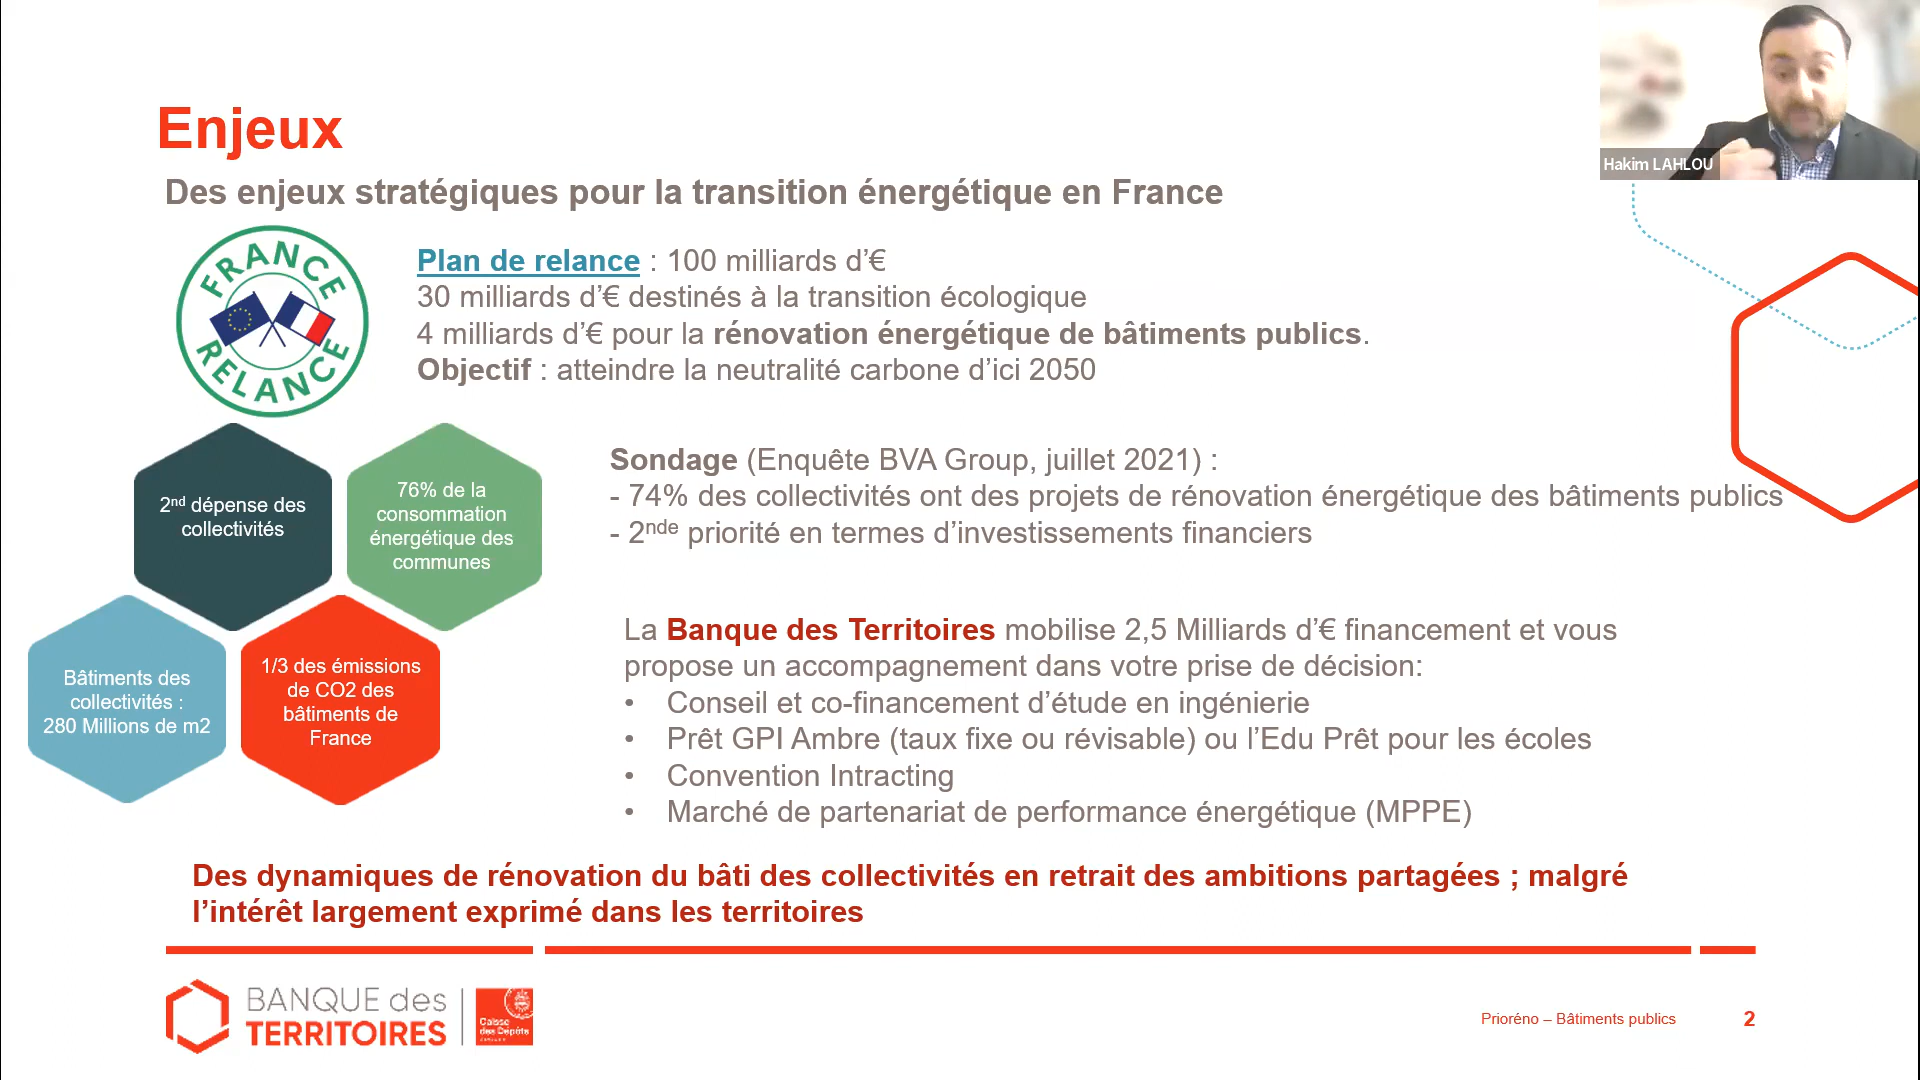 Enjeux
Hakim LAHLOU
Des enjeux stratégiques pour la transition énergétique en France
FRANCE
RELANCE
Plan de relance : 100 milliards d’€
30 milliards d’€ destinés à la transition écologique
4 milliards d’€ pour la rénovation énergétique de bâtiments publics.
Objectif : atteindre la neutralité carbone d’ici 2050
2nd dépense des
collectivités
76% de la
consommation
énergétique des
communes
Bâtiments des
collectivités :
280 Millions de m2
1/3 des émissions
de CO2 des
bâtiments de
France
Sondage (Enquête BVA Group, juillet 2021) :
- 74% des collectivités ont des projets de rénovation énergétique des bâtiments publics
- 2nde priorité en termes d’investissements financiers
La Banque des Territoires mobilise 2,5 Milliards d’€ financement et vous
propose un accompagnement dans votre prise de décision:
• Conseil et co-financement d’étude en ingénierie
• Prêt GPI Ambre (taux fixe ou révisable) ou l’Edu Prêt pour les écoles
• Convention Intracting
• Marché de partenariat de performance énergétique (MPPE)
Des dynamiques de rénovation du bâti des collectivités en retrait des ambitions partagées ; malgré
l’intérêt largement exprimé dans les territoires
BANQUE des
TERRITOIRES
Caisse
des Dépôts
Prioréno – Bâtiments publics
2